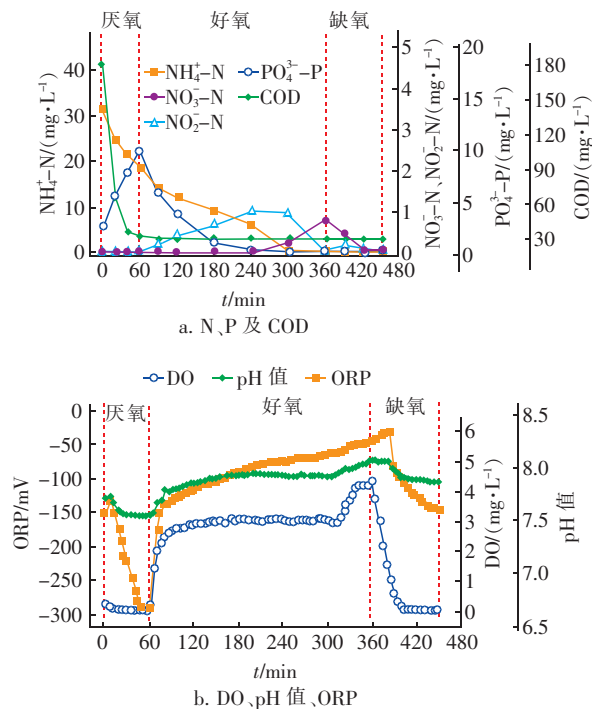 厌氧 好氧 缺氧
NH₄⁺-N PO₄³⁻-P
NO₃⁻-N COD
NO₂⁻-N
NH₄⁺-N/(mg•L⁻¹)
40
30
20
10
0
5
4
3
2
1
0
NO₃⁻-N、NO₂⁻-N/(mg•L⁻¹)
20
15
10
5
0
PO₄³⁻-P/(mg•L⁻¹)
180
150
120
90
60
30
COD/(mg•L⁻¹)
0 60 120 180 240 300 360 420 480
t/min
a. N、P 及 COD
DO pH 值 ORP
厌氧 好氧 缺氧
ORP/mV
0
-50
-100
-150
-200
-250
-300
6
5
4
3
2
1
0
DO/(mg•L⁻¹)
8.5
8.0
7.5
7.0
6.5
pH 值
0 60 120 180 240 300 360 420 480
t/min
b. DO、pH 值、ORP